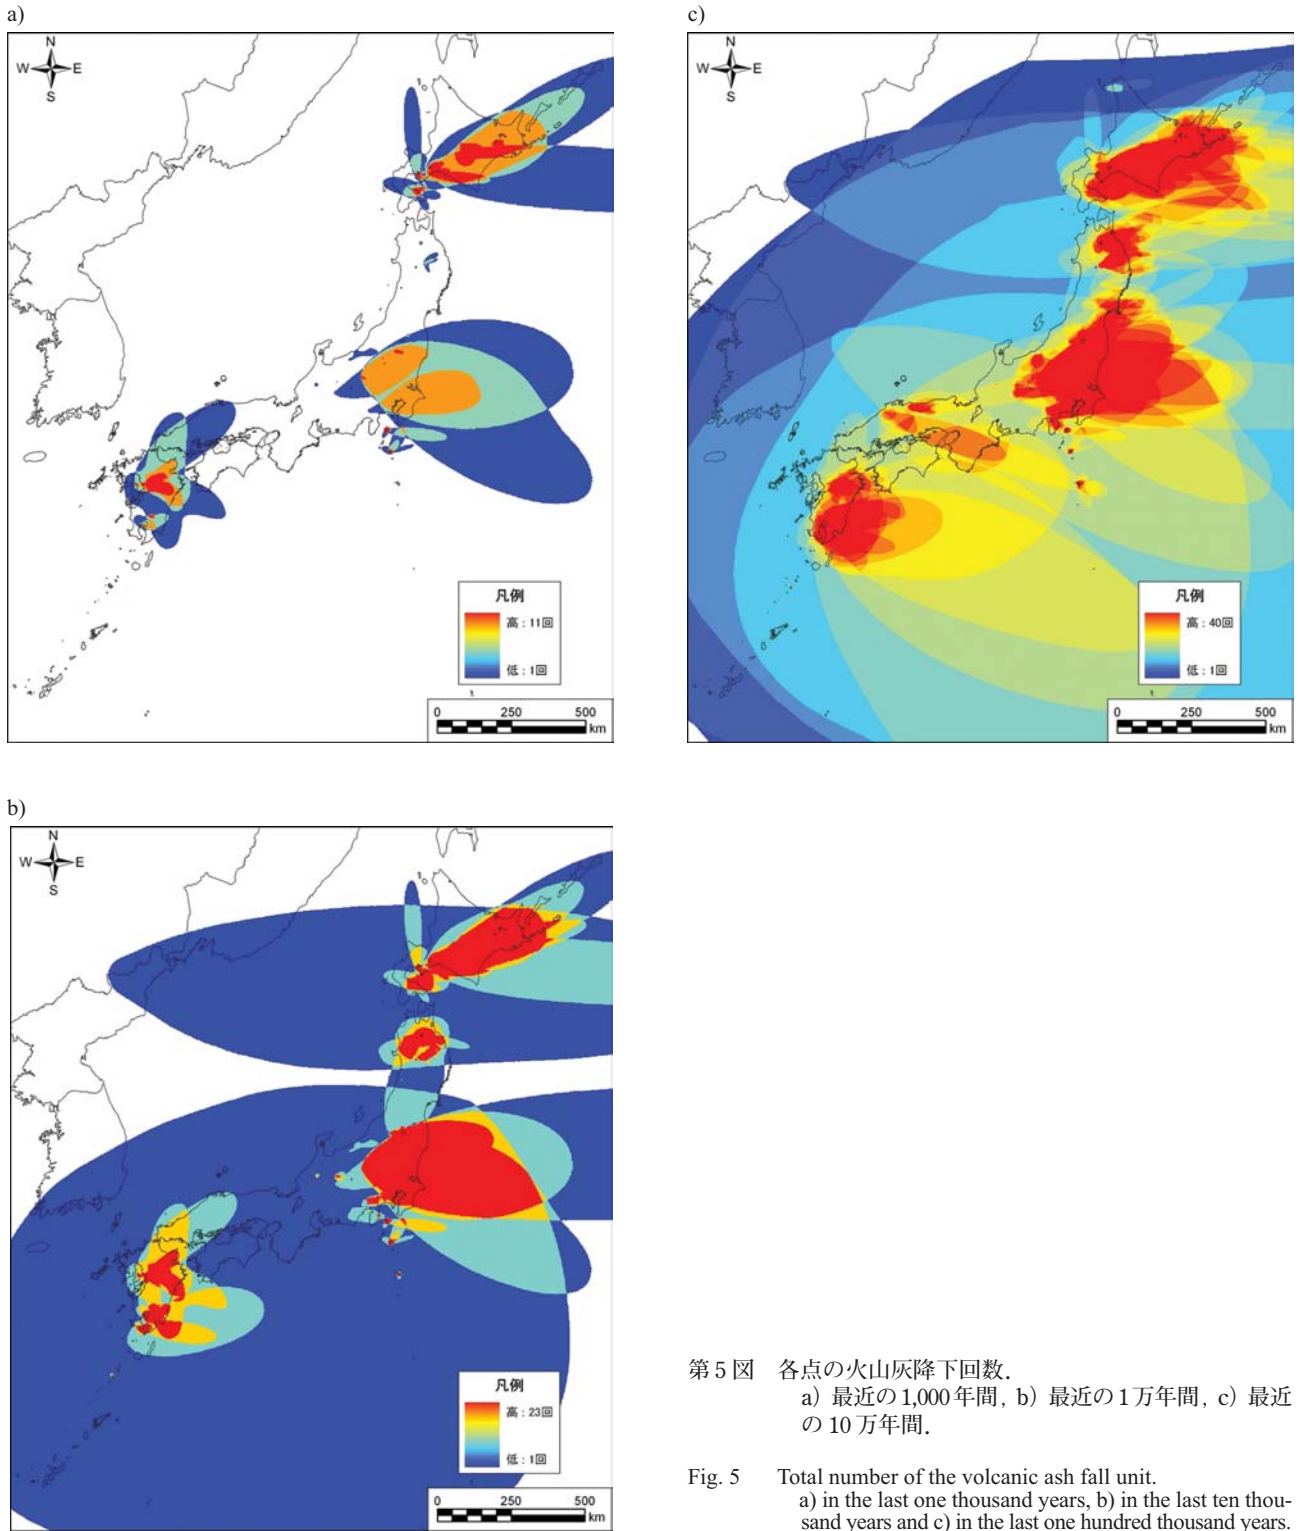 a)
N
W E
S
凡例
高 : 11回
低 : 1回
0 250 500
km
b)
N
W E
S
凡例
高 : 23回
低 : 1回
0 250 500
km
c)
N
W E
S
凡例
高 : 40回
低 : 1回
0 250 500
km
第5図 各点の火山灰降下回数.
a) 最近の1,000年間, b) 最近の1万年間, c) 最近
の10万年間.
Fig. 5 Total number of the volcanic ash fall unit.
a) in the last one thousand years, b) in the last ten thou-
sand years and c) in the last one hundred thousand years.